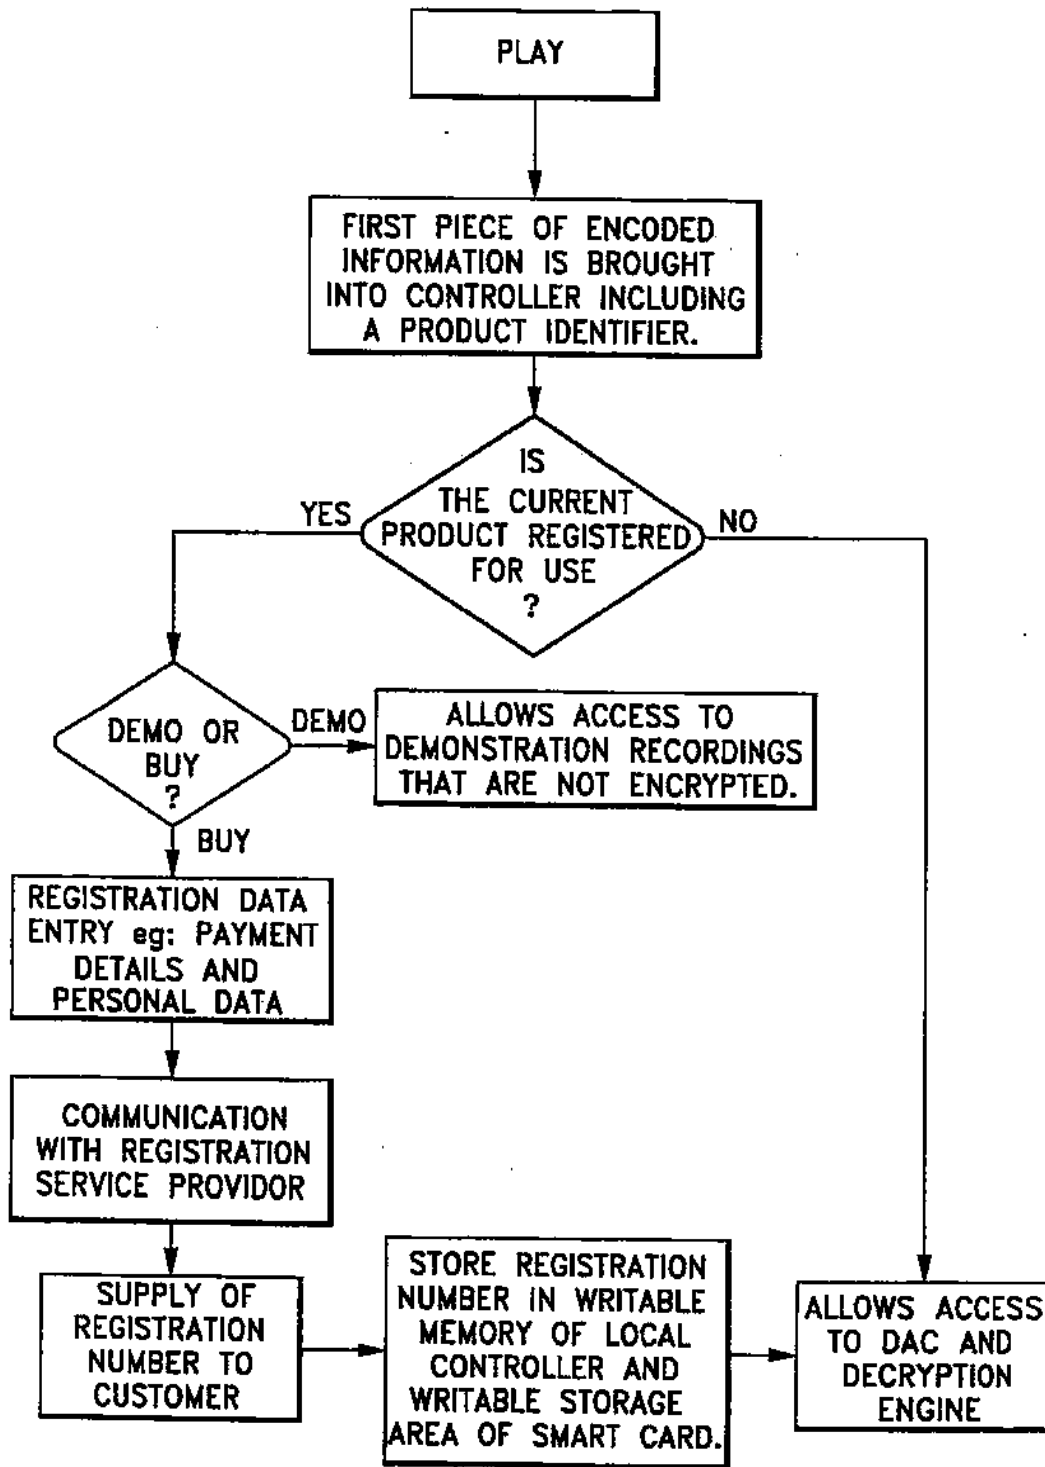 PLAY
FIRST PIECE OF ENCODED
INFORMATION IS BROUGHT
INTO CONTROLLER INCLUDING
A PRODUCT IDENTIFIER.
IS
THE CURRENT
PRODUCT REGISTERED
FOR USE
?
YES
NO
DEMO OR
BUY
?
DEMO
ALLOWS ACCESS TO
DEMONSTRATION RECORDINGS
THAT ARE NOT ENCRYPTED.
BUY
REGISTRATION DATA
ENTRY eg: PAYMENT
DETAILS AND
PERSONAL DATA
COMMUNICATION
WITH REGISTRATION
SERVICE PROVIDOR
SUPPLY OF
REGISTRATION
NUMBER TO
CUSTOMER
STORE REGISTRATION
NUMBER IN WRITABLE
MEMORY OF LOCAL
CONTROLLER AND
WRITABLE STORAGE
AREA OF SMART CARD.
ALLOWS ACCESS
TO DAC AND
DECRYPTION
ENGINE